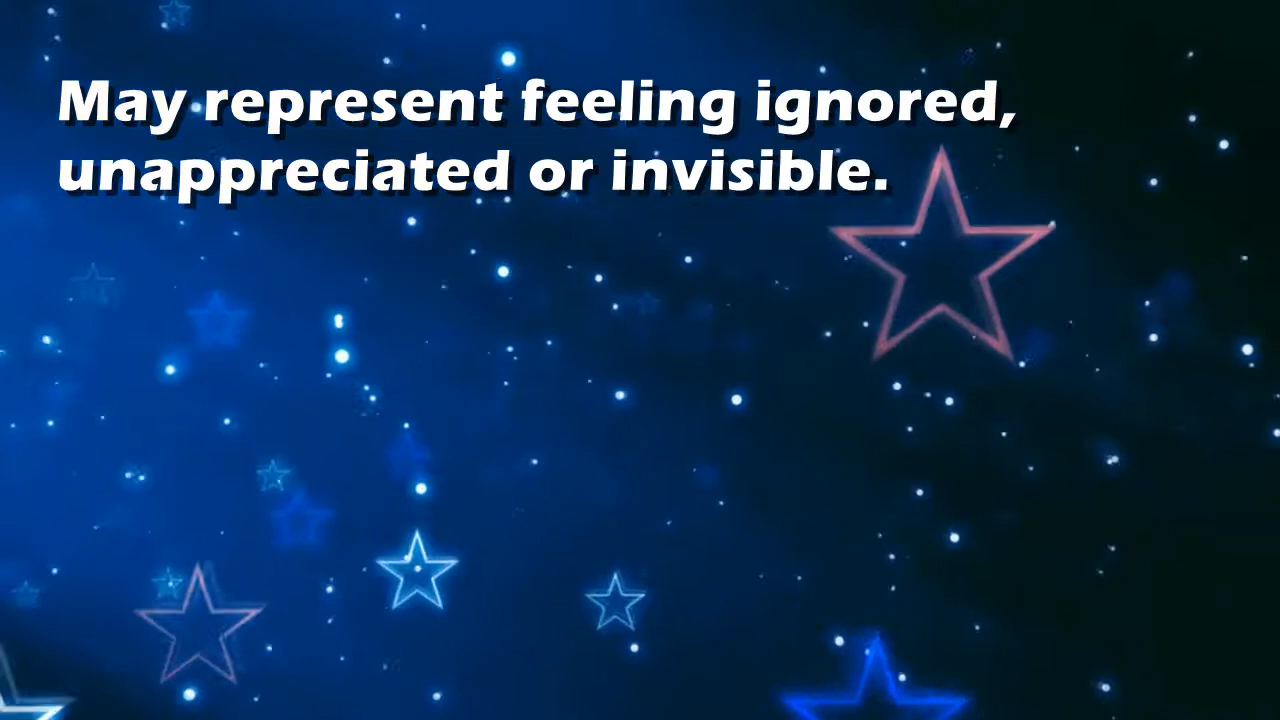 May represent feeling ignored,
unappreciated or invisible.